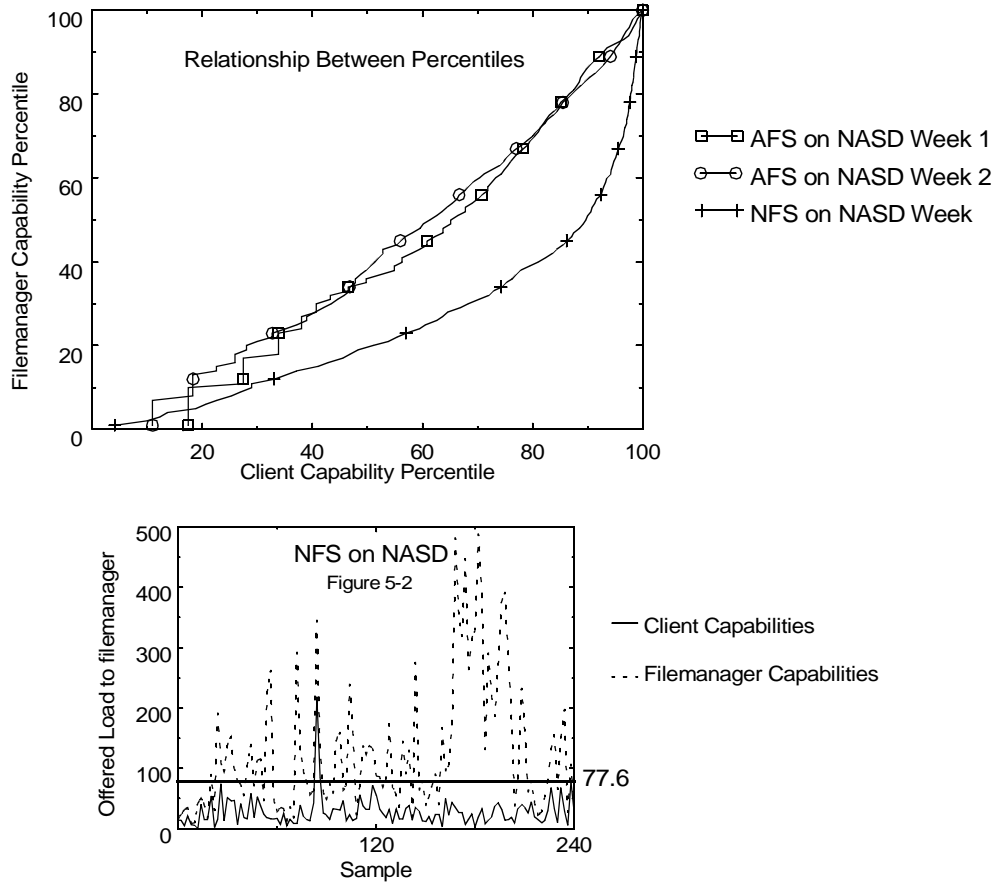 100
80
60
40
20
0
Filemanager Capability Percentile
Relationship Between Percentiles
20 40 60 80 100
Client Capability Percentile
AFS on NASD Week 1
AFS on NASD Week 2
NFS on NASD Week
500
400
300
200
100
0
Offered Load to filemanager
NFS on NASD
Figure 5-2
77.6
120 240
Sample
Client Capabilities
Filemanager Capabilities